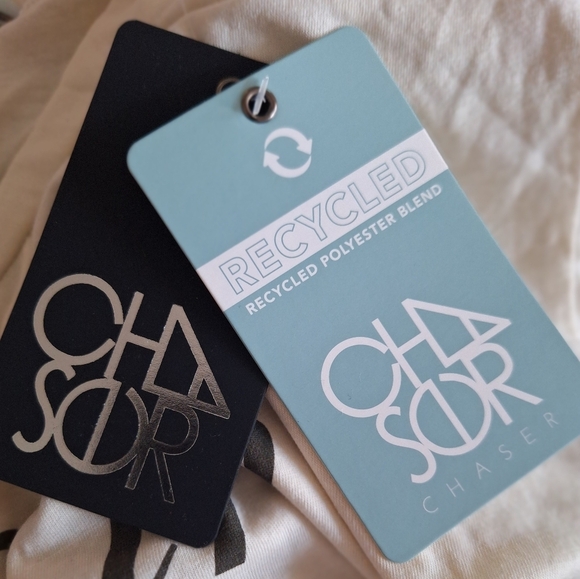 RECYCLED
RECYCLED POLYESTER BLEND
CHA
SER
CHASER
CHA
SER